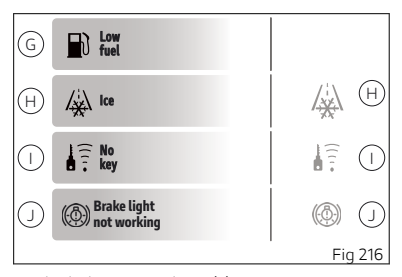 G
Low
fuel
H
Ice
H
I
No
key
I
J
Brake light
not working
J
Fig 216